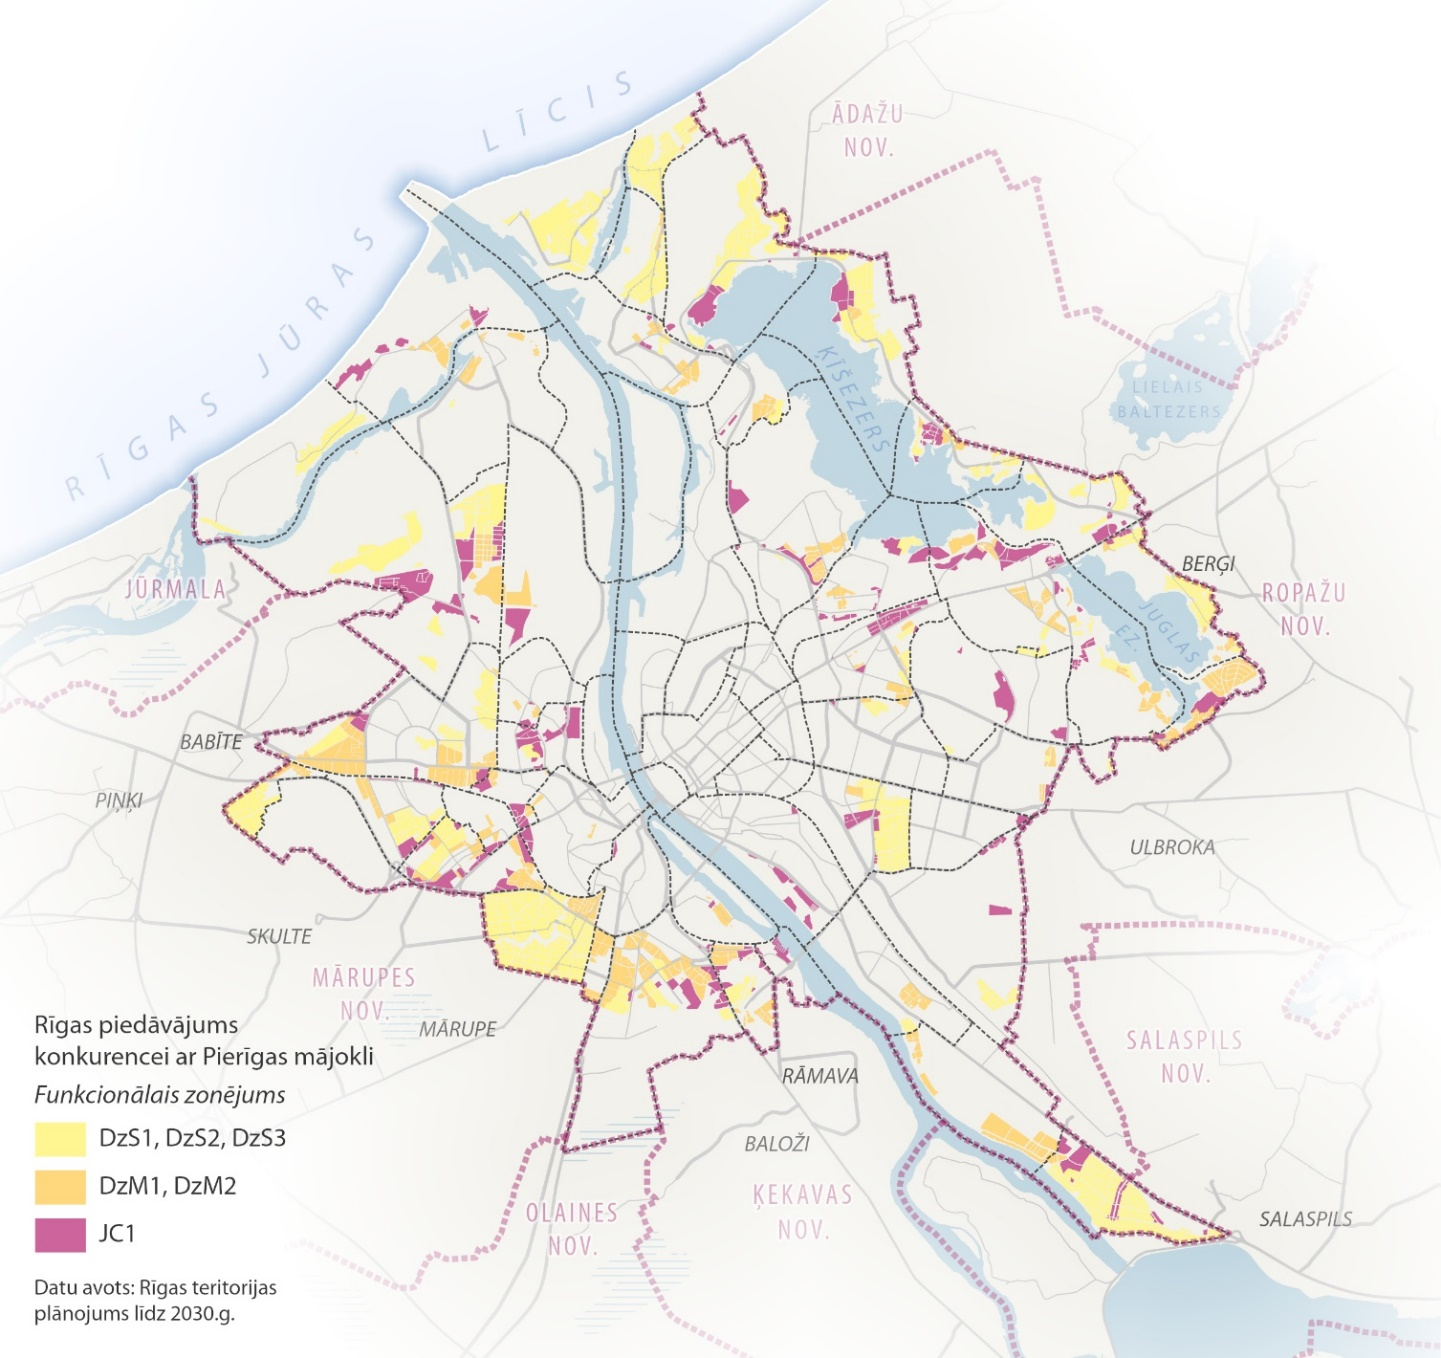 RĪGAS JŪRAS LĪCIS
ĀDAŽU
NOV.
ĶĪŠEZERS
LIELAIS
BALTEZERS
JŪRMALA
BERĢI
ROPAŽU
NOV.
JUGLAS
EZ.
BABĪTE
PIŅĶI
ULBROKA
SKULTE
MĀRUPES
NOV.
MĀRUPE
SALASPILS
NOV.
RĀMAVA
BALOŽI
ĶEKAVAS
NOV.
OLAINES
NOV.
SALASPILS
Rīgas piedāvājums
konkurencei ar Pierīgas mājokli
Funkcionālais zonējums
DzS1, DzS2, DzS3
DzM1, DzM2
JC1
Datu avots: Rīgas teritorijas
plānojums līdz 2030.g.